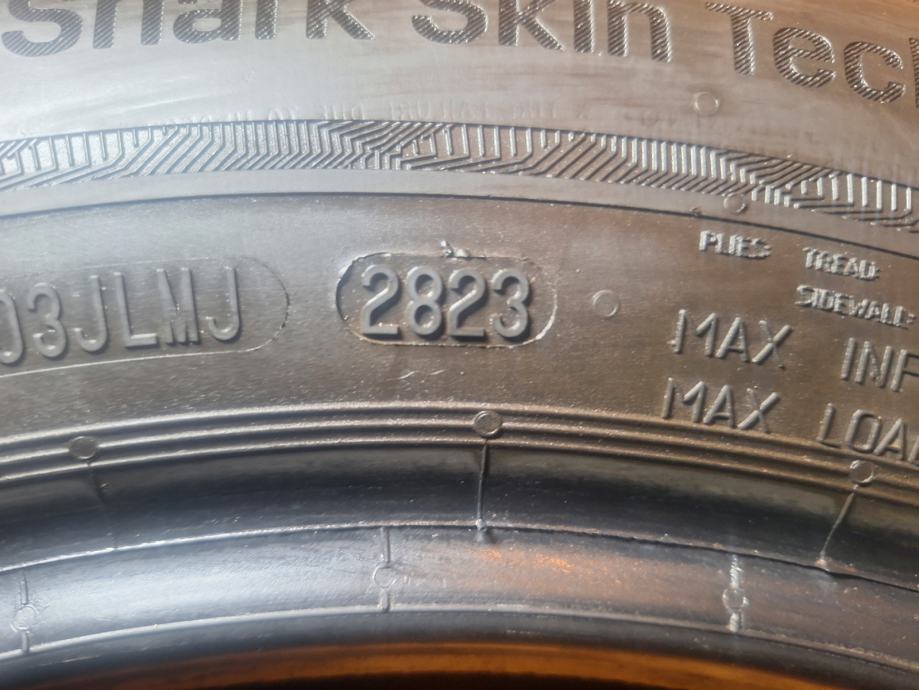 Shark Skin Tec
03JLMJ 2823
PLIES TREAD:
SIDEWALL:
MAX INF
MAX LOA